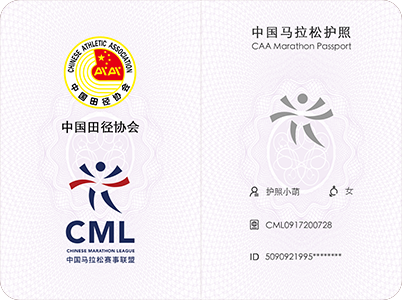 CHINESE ATHLETIC ASSOCIATION
中国田径协会
中国田径协会
CML
CHINESE MARATHON LEAGUE
中国马拉松赛事联盟
中国马拉松护照
CAA Marathon Passport
护照小萌 女
CML0917200728
ID 5090921995********